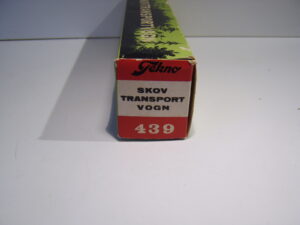 Tekno
SKOV
TRANSPORT
VOGN
439